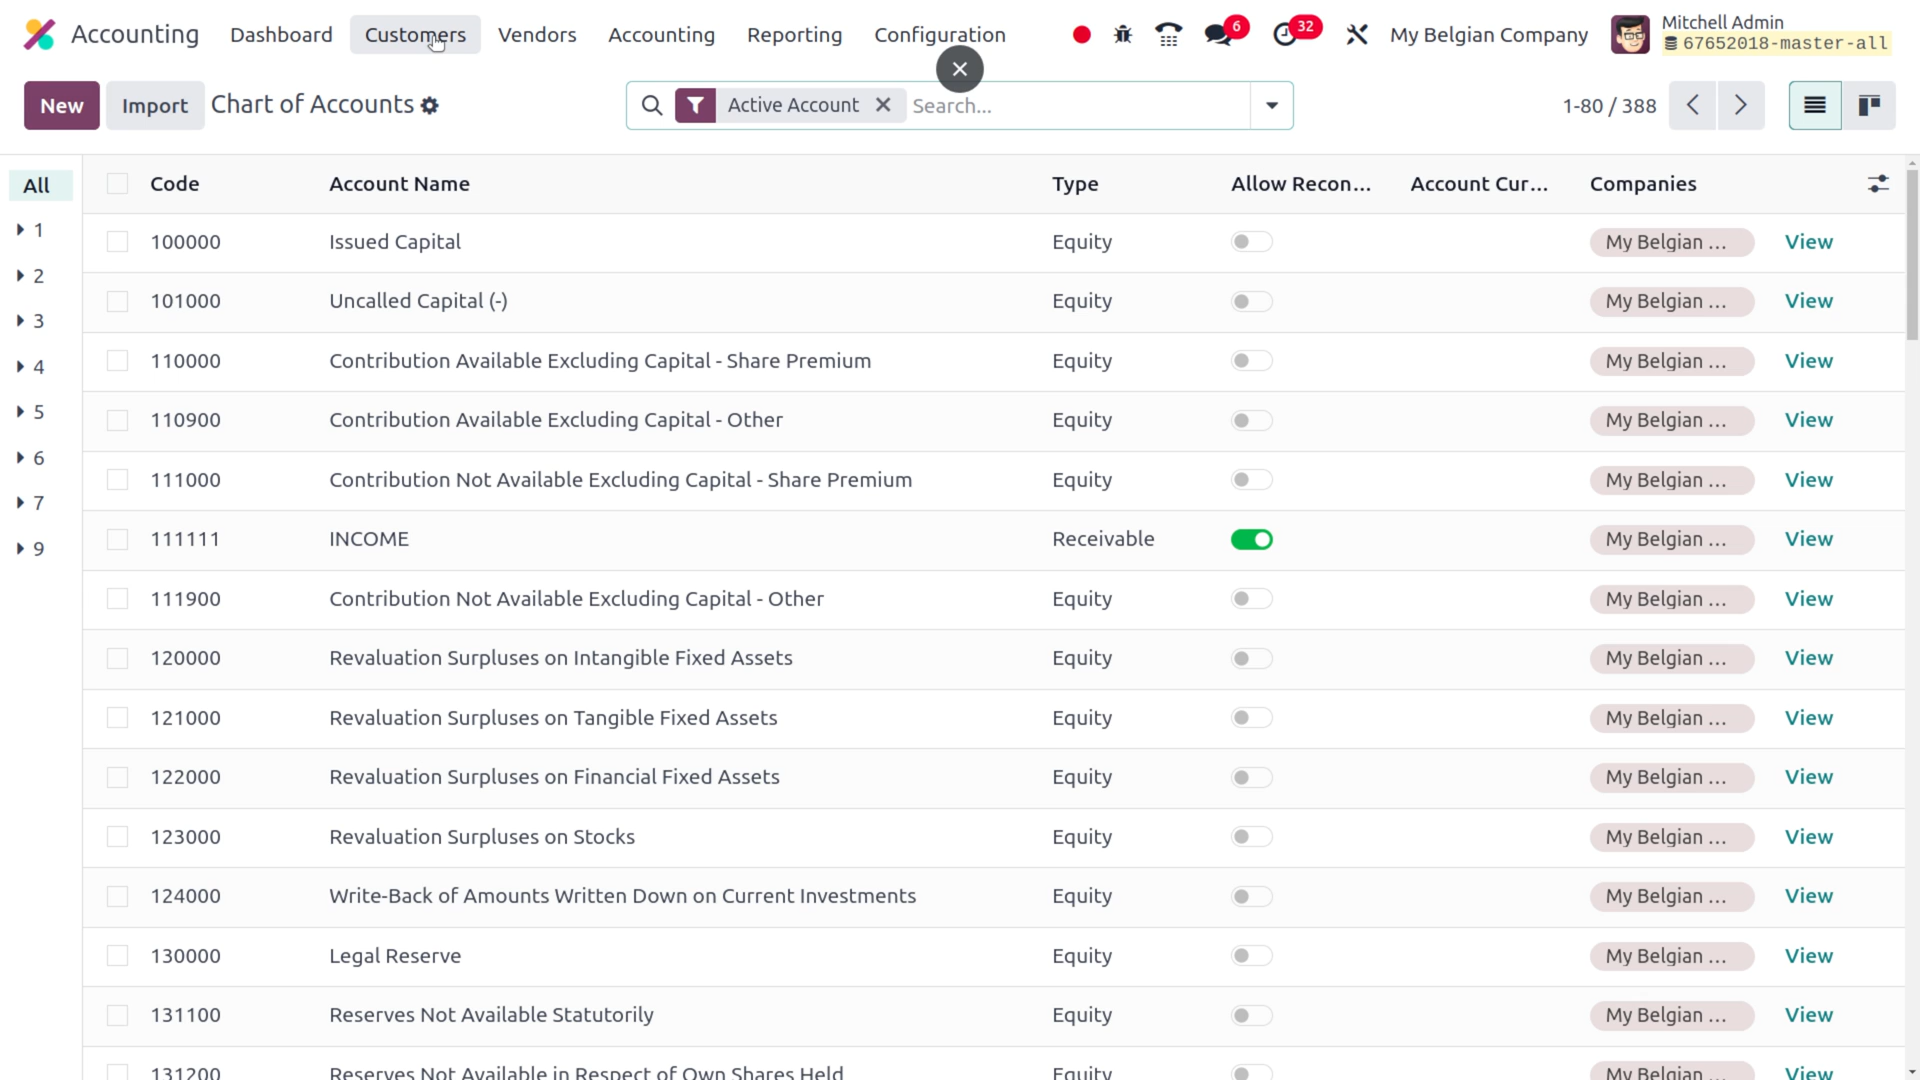 Accounting Dashboard Customers Vendors Accounting Reporting Configuration 6 32 My Belgian Company Mitchell Admin
67652018-master-all
New Import Chart of Accounts Active Account Search... 1-80 / 388
All Code Account Name Type Allow Recon... Account Cur... Companies
1
2
3
4
5
6
7
9
100000 Issued Capital Equity My Belgian ... View
101000 Uncalled Capital (-) Equity My Belgian ... View
110000 Contribution Available Excluding Capital - Share Premium Equity My Belgian ... View
110900 Contribution Available Excluding Capital - Other Equity My Belgian ... View
111000 Contribution Not Available Excluding Capital - Share Premium Equity My Belgian ... View
111111 INCOME Receivable My Belgian ... View
111900 Contribution Not Available Excluding Capital - Other Equity My Belgian ... View
120000 Revaluation Surpluses on Intangible Fixed Assets Equity My Belgian ... View
121000 Revaluation Surpluses on Tangible Fixed Assets Equity My Belgian ... View
122000 Revaluation Surpluses on Financial Fixed Assets Equity My Belgian ... View
123000 Revaluation Surpluses on Stocks Equity My Belgian ... View
124000 Write-Back of Amounts Written Down on Current Investments Equity My Belgian ... View
130000 Legal Reserve Equity My Belgian ... View
131100 Reserves Not Available Statutorily Equity My Belgian ... View
131200 Reserves Not Available in Respect of Own Shares Held Equity My Belgian ... View